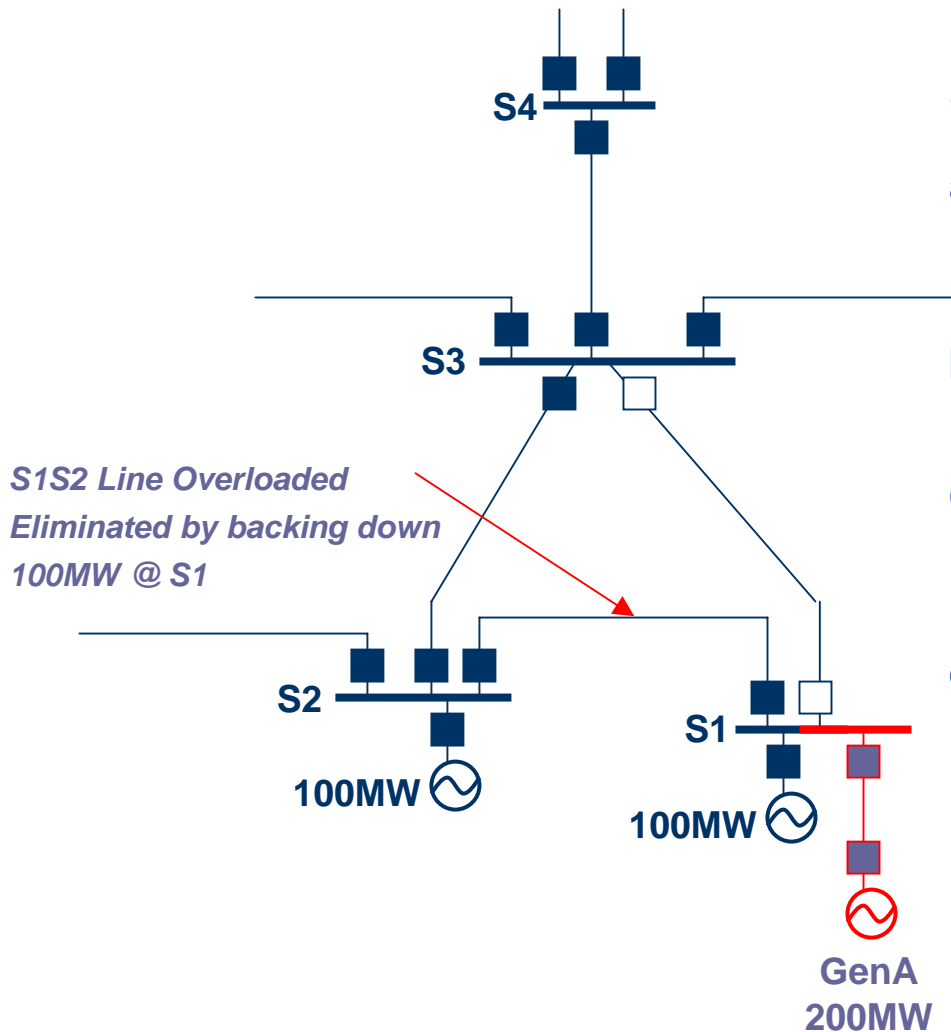 S4
S3
S1S2 Line Overloaded
Eliminated by backing down
100MW @ S1
S2
S1
100MW
100MW
GenA
200MW